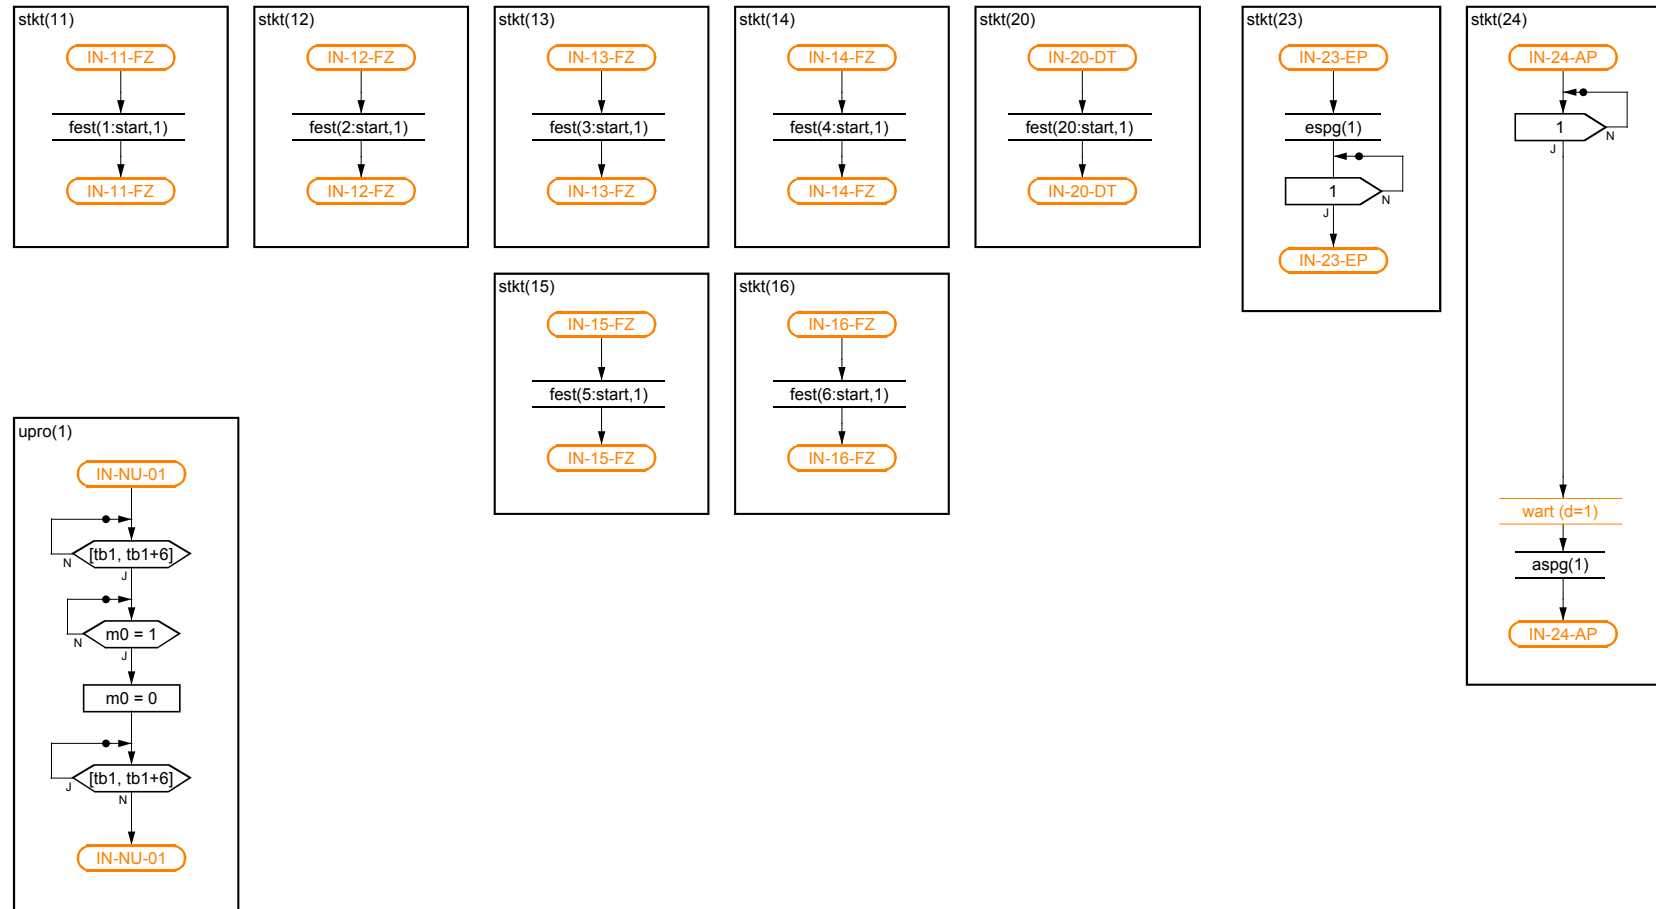 stkt(11)
IN-11-FZ
fest(1:start,1)
IN-11-FZ
stkt(12)
IN-12-FZ
fest(2:start,1)
IN-12-FZ
stkt(13)
IN-13-FZ
fest(3:start,1)
IN-13-FZ
stkt(14)
IN-14-FZ
fest(4:start,1)
IN-14-FZ
stkt(20)
IN-20-DT
fest(20:start,1)
IN-20-DT
stkt(23)
IN-23-EP
espg(1)
1
N
J
IN-23-EP
stkt(24)
IN-24-AP
1
N
J
wart (d=1)
aspg(1)
IN-24-AP
stkt(15)
IN-15-FZ
fest(5:start,1)
IN-15-FZ
stkt(16)
IN-16-FZ
fest(6:start,1)
IN-16-FZ
upro(1)
IN-NU-01
[tb1, tb1+6]
N
J
m0 = 1
N
J
m0 = 0
[tb1, tb1+6]
J
N
IN-NU-01